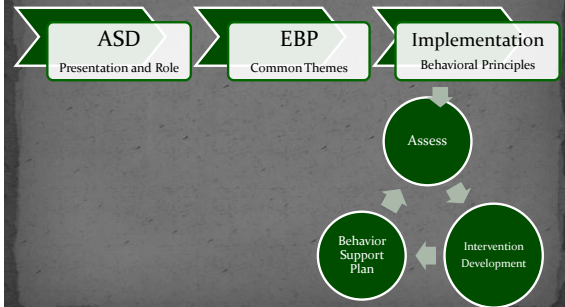 ASD
Presentation and Role
EBP
Common Themes
Implementation
Behavioral Principles
Assess
Intervention
Development
Behavior
Support
Plan